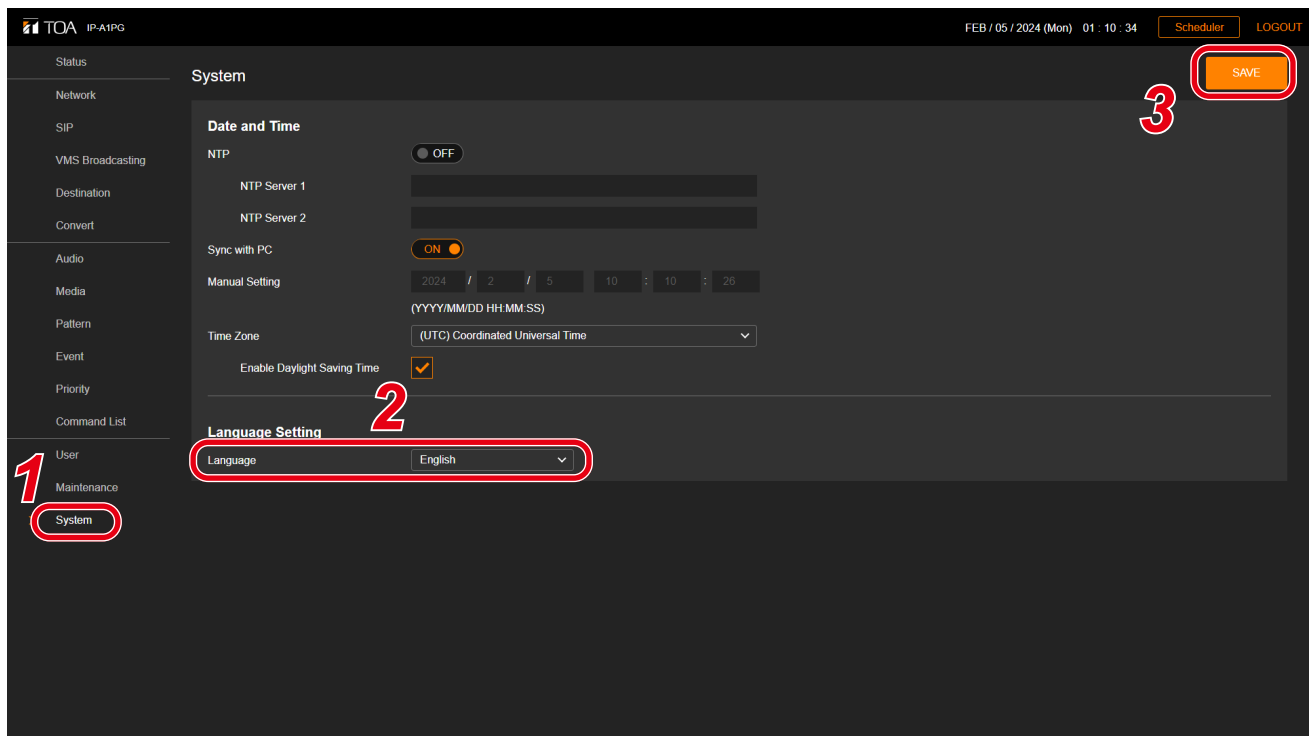 TOA IP-A1PG FEB / 05 / 2024 (Mon) 01 : 10 : 34 Scheduler LOGOUT
Status
Network
SIP
VMS Broadcasting
Destination
Convert
Audio
Media
Pattern
Event
Priority
Command List
User
Maintenance
System
1
System
SAVE
3
Date and Time
NTP OFF
NTP Server 1
NTP Server 2
Sync with PC ON
Manual Setting 2024 / 2 / 5 10 : 10 : 26
(YYYY/MM/DD HH:MM:SS)
Time Zone (UTC) Coordinated Universal Time
Enable Daylight Saving Time
2
Language Setting
Language English